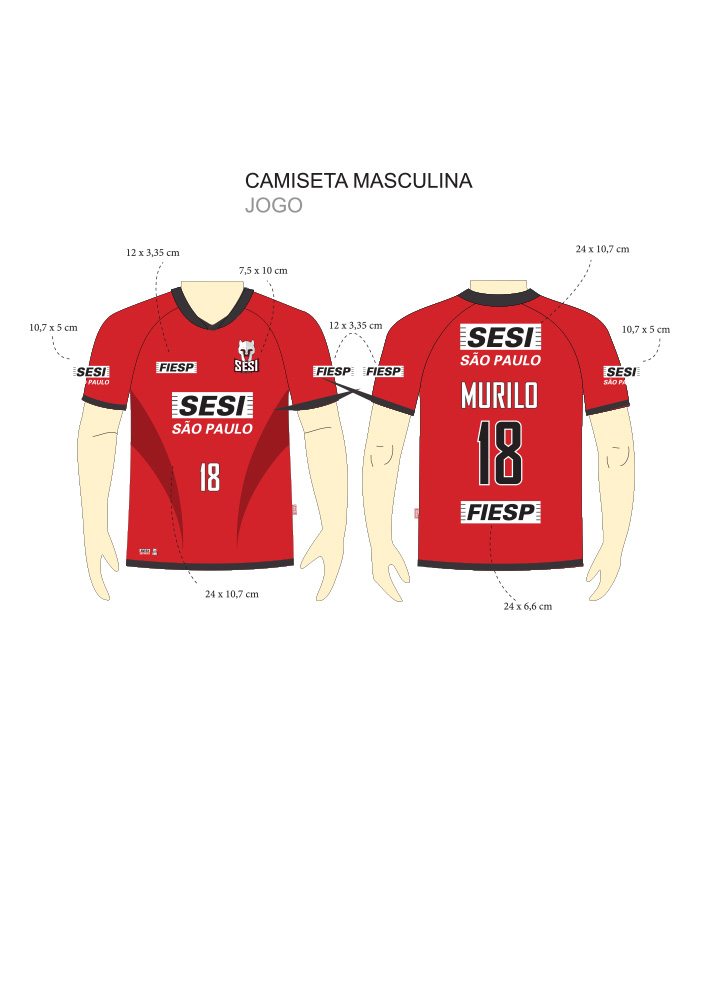 CAMISETA MASCULINA
JOGO
12 x 3,35 cm
7,5 x 10 cm
10,7 x 5 cm
12 x 3,35 cm
24 x 10,7 cm
10,7 x 5 cm
SESI
PAULO
FIESP
SESI
SESI
SÃO PAULO
18
FIESP
FIESP
SESI
SÃO PAULO
MURILO
18
FIESP
SESI
SÃO P
24 x 10,7 cm
24 x 6,6 cm